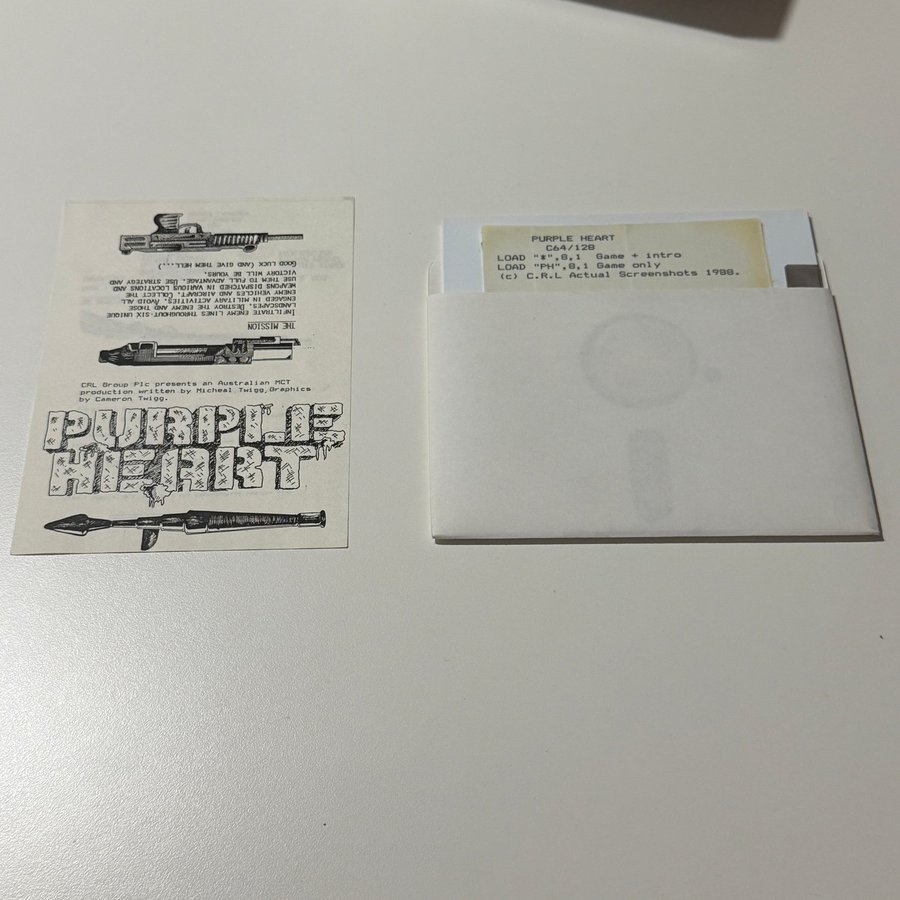 THE MISSION
INFILTRATE ENEMY LINES THROUGHOUT SIX UNIQUE
LANDSCAPES. DESTROY THE ENEMY AND THOSE
ENGAGED IN MILITARY ACTIVITIES. AVOID ALL
ENEMY VEHICLES AND AIRCRAFT. COLLECT THE
WEAPONS DISPATCHED IN VARIOUS LOCATIONS AND
USE THEM TO FULL ADVANTAGE. USE STRATEGY AND
VICTORY WILL BE YOURS.
GOOD LUCK (AND GIVE THEM HELL...)
CRL Group Plc presents an Australian MCT
production written by Micheal Twigg,Graphics
by Cameron Twigg.
PURPLE
HEART
PURPLE HEART
C64/128
LOAD "*",8,1 Game + intro
LOAD "PH",8,1 Game only
(c) C.R.L Actual Screenshots 1988.